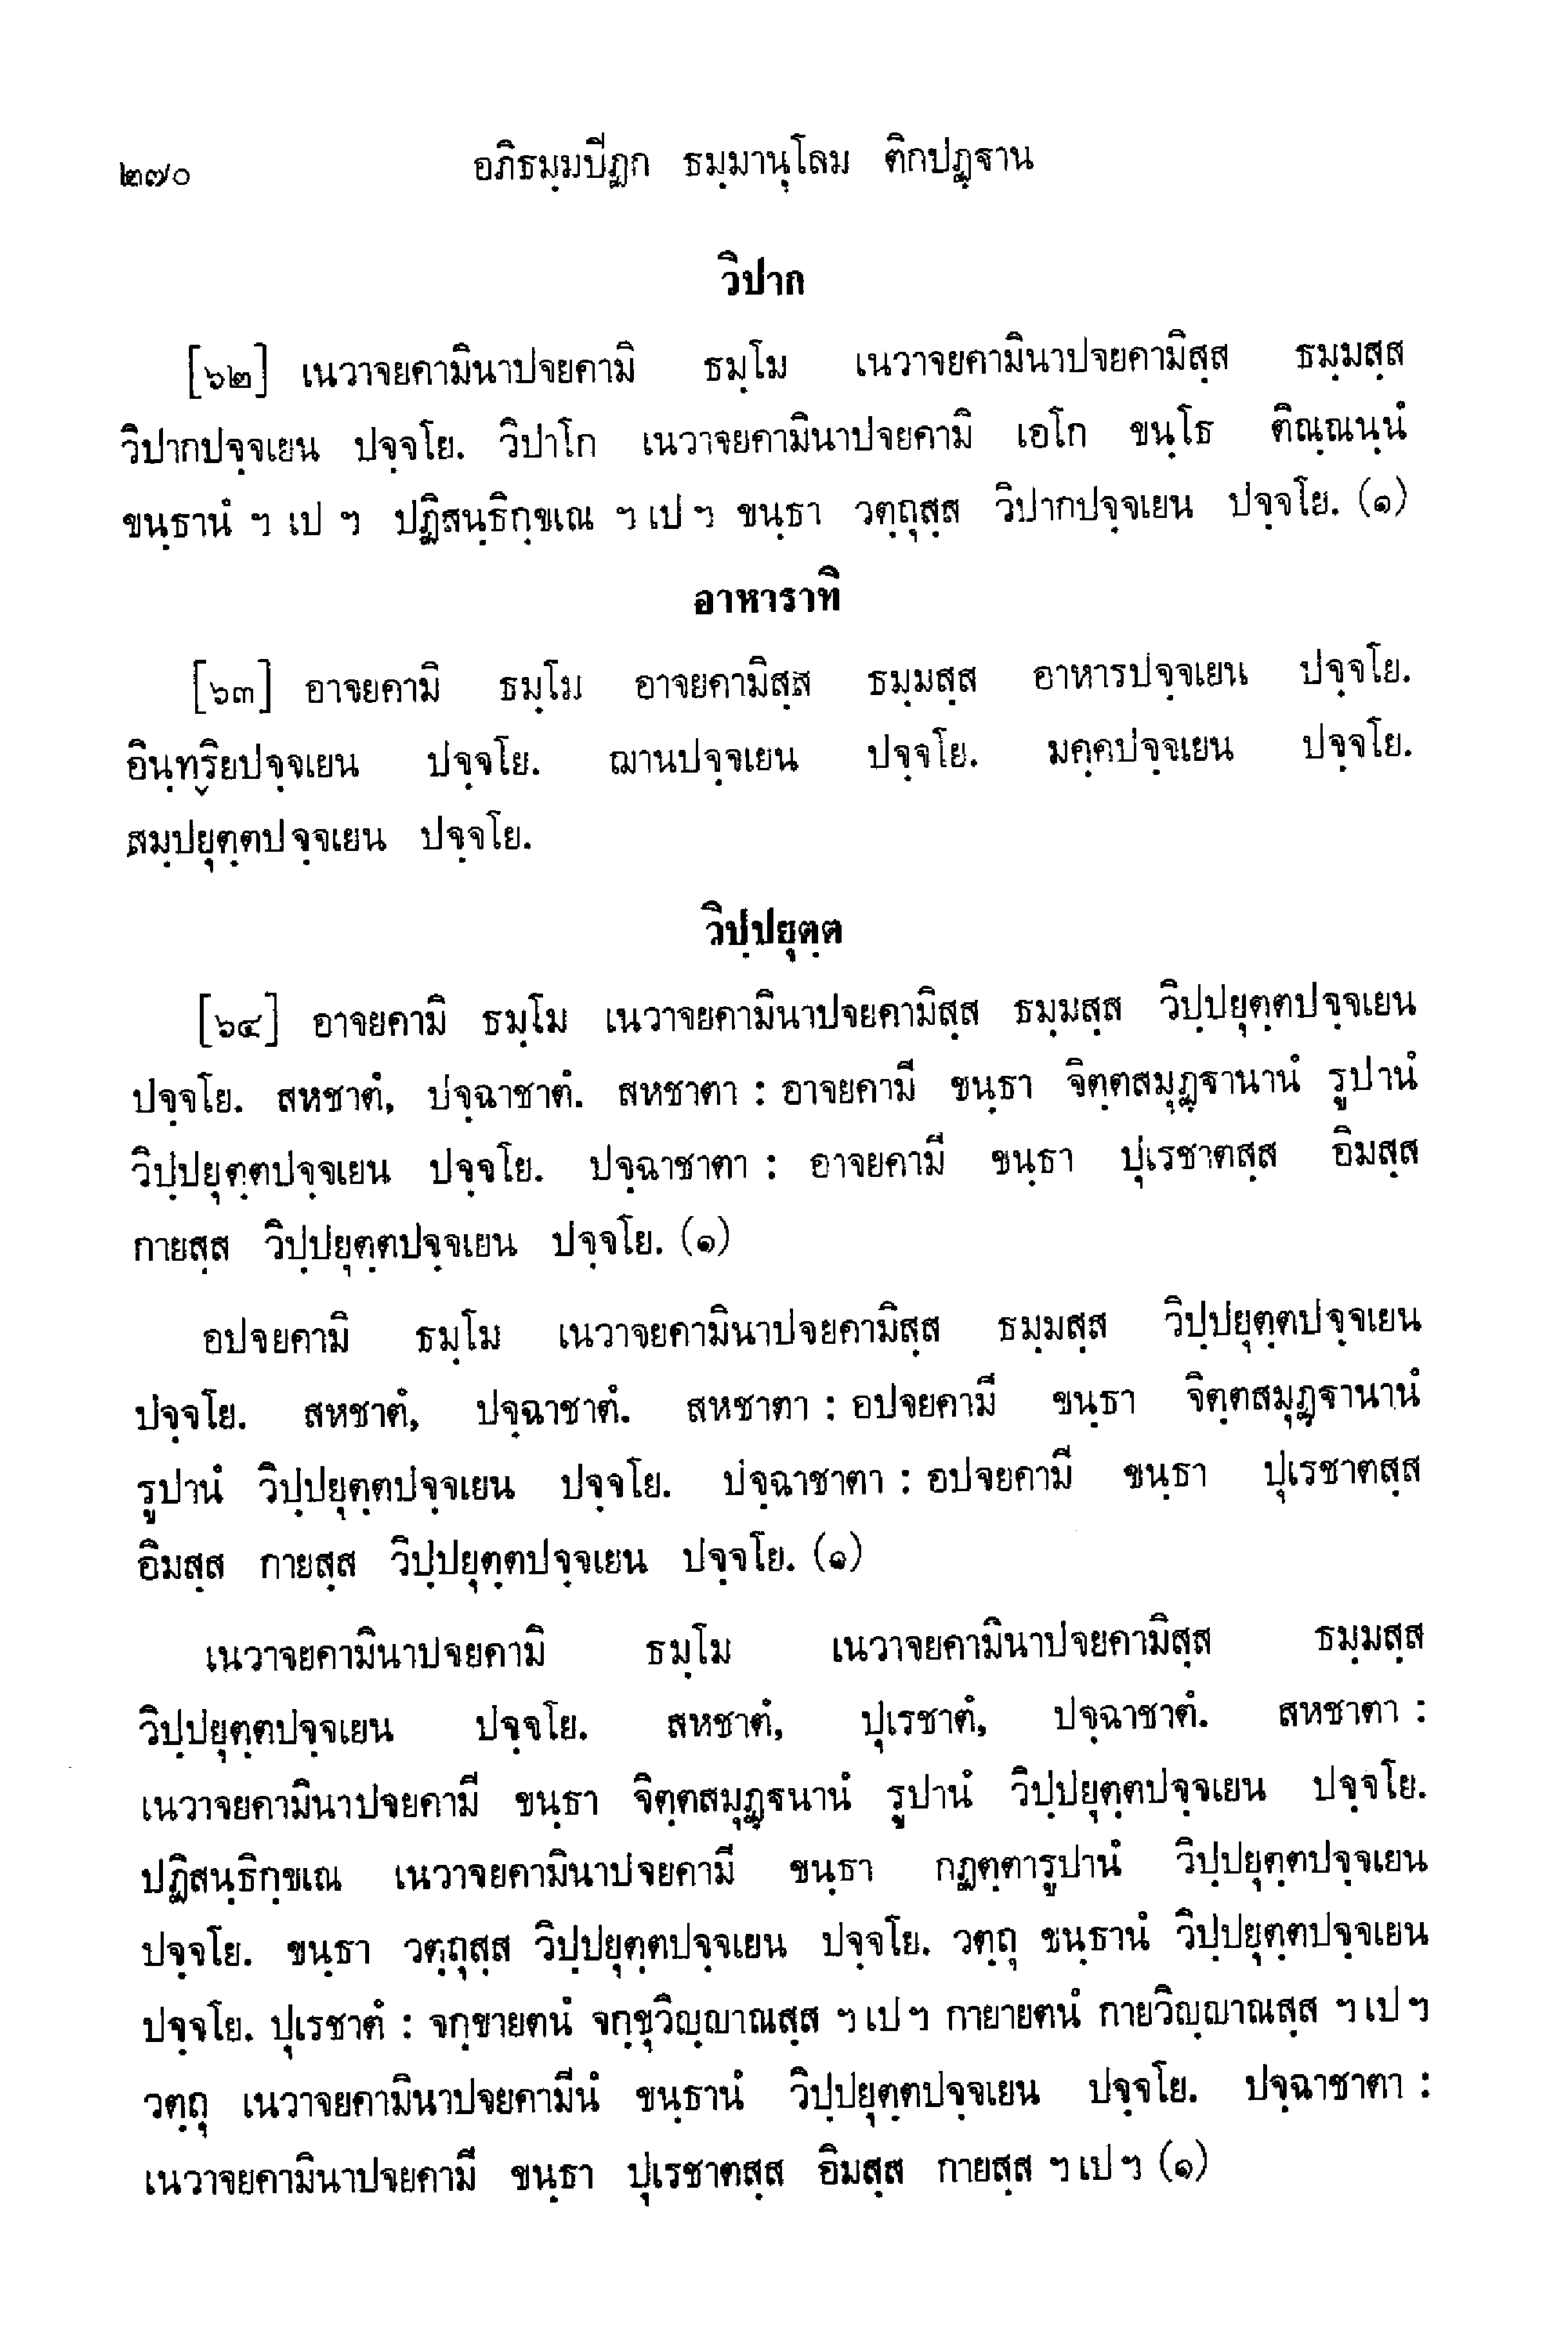 ๒๗๐ อภิธมฺมปีฏก ธมฺมานุโลม ติกปฏฺฐาน
วิปาก
[๖๒] เนวาจยคามินาปจยคามิ ธมฺโม เนวาจยคามินาปจยคามิสฺส ธมฺมสฺส
วิปากปจฺจเยน ปจฺจโย. วิปาโก เนวาจยคามินาปจยคามิ เอโก ขนฺโธ ติณฺณนฺนํ
ขนฺธานํ ฯ เป ฯ ปฏิสนฺธิกฺขเณ ฯ เป ฯ ขนฺธา วตฺถุสฺส วิปากปจฺจเยน ปจฺจโย. (๑)
อาหาราทิ
[๖๓] อาจยคามิ ธมฺโม อาจยคามิสฺส ธมฺมสฺส อาหารปจฺจเยน ปจฺจโย.
อินฺทฺริยปจฺจเยน ปจฺจโย. ฌานปจฺจเยน ปจฺจโย. มคฺคปจฺจเยน ปจฺจโย.
สมฺปยุตฺตปจฺจเยน ปจฺจโย.
วิปฺปยุตฺต
[๖๔] อาจยคามิ ธมฺโม เนวาจยคามินาปจยคามิสฺส ธมฺมสฺส วิปฺปยุตฺตปจฺจเยน
ปจฺจโย. สหชาตํ, ปจฺฉาชาตํ. สหชาตา : อาจยคามี ขนฺธา จิตฺตสมุฏฺฐานานํ รูปานํ
วิปฺปยุตฺตปจฺจเยน ปจฺจโย. ปจฺฉาชาตา : อาจยคามี ขนฺธา ปุเรชาตสฺส อิมสฺส
กายสฺส วิปฺปยุตฺตปจฺจเยน ปจฺจโย. (๑)
อปจยคามิ ธมฺโม เนวาจยคามินาปจยคามิสฺส ธมฺมสฺส วิปฺปยุตฺตปจฺจเยน
ปจฺจโย. สหชาตํ, ปจฺฉาชาตํ. สหชาตา : อปจยคามี ขนฺธา จิตฺตสมุฏฺฐานานํ
รูปานํ วิปฺปยุตฺตปจฺจเยน ปจฺจโย. ปจฺฉาชาตา : อปจยคามี ขนฺธา ปุเรชาตสฺส
อิมสฺส กายสฺส วิปฺปยุตฺตปจฺจเยน ปจฺจโย. (๑)
เนวาจยคามินาปจยคามิ ธมฺโม เนวาจยคามินาปจยคามิสฺส ธมฺมสฺส
วิปฺปยุตฺตปจฺจเยน ปจฺจโย. สหชาตํ, ปุเรชาตํ, ปจฺฉาชาตํ. สหชาตา :
เนวาจยคามินาปจยคามี ขนฺธา จิตฺตสมุฏฺฐนานํ รูปานํ วิปฺปยุตฺตปจฺจเยน ปจฺจโย.
ปฏิสนฺธิกฺขเณ เนวาจยคามินาปจยคามี ขนฺธา กฏตฺตารูปานํ วิปฺปยุตฺตปจฺจเยน
ปจฺจโย. ขนฺธา วตฺถุสฺส วิปฺปยุตฺตปจฺจเยน ปจฺจโย. วตฺถุ ขนฺธานํ วิปฺปยุตฺตปจฺจเยน
ปจฺจโย. ปุเรชาตํ : จกฺขายตนํ จกฺขุวิญฺญาณสฺส ฯ เป ฯ กายายตนํ กายวิญฺญาณสฺส ฯ เป ฯ
วตฺถุ เนวาจยคามินาปจยคามีนํ ขนฺธานํ วิปฺปยุตฺตปจฺจเยน ปจฺจโย. ปจฺฉาชาตา :
เนวาจยคามินาปจยคามี ขนฺธา ปุเรชาตสฺส อิมสฺส กายสฺส ฯ เป ฯ (๑)